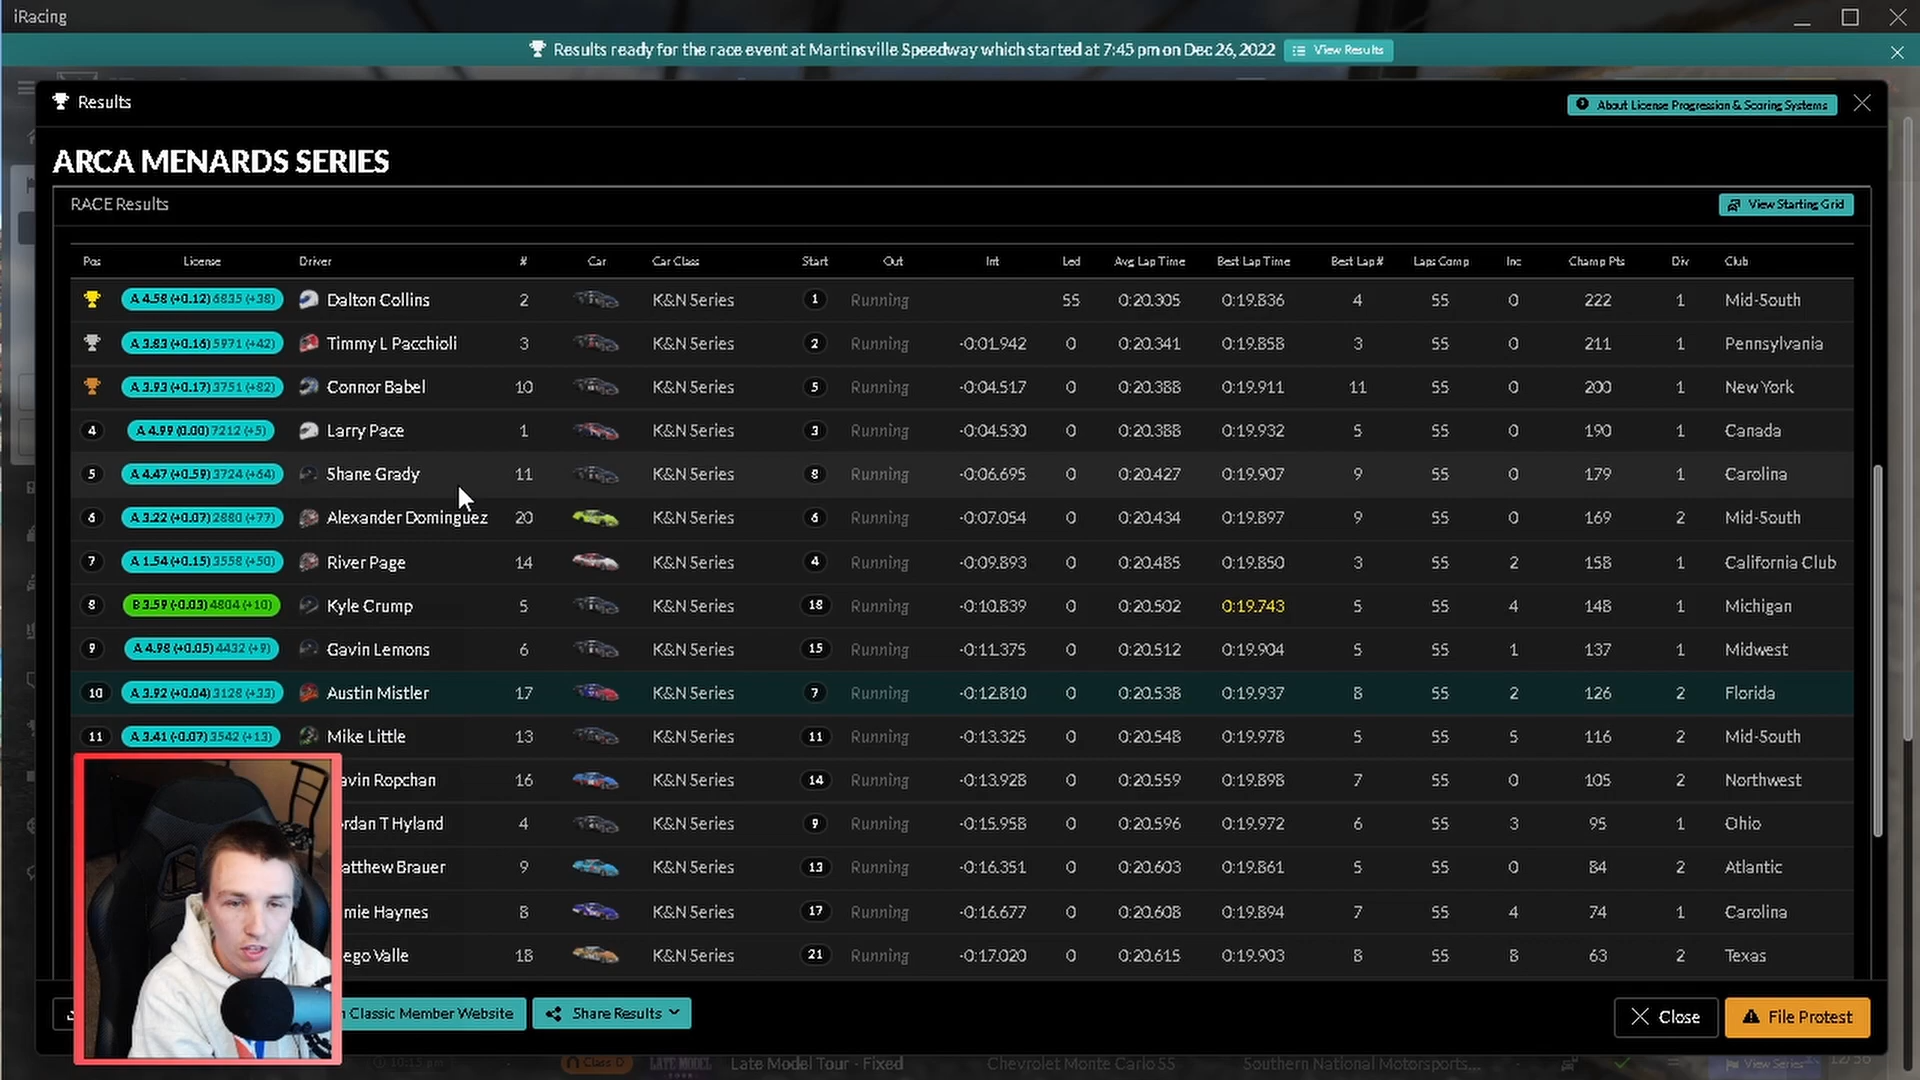 iRacing
Results ready for the race event at Martinsville Speedway which started at 7:45 pm on Dec 26, 2022 View Results
Results About License Progression & Scoring Systems
ARCA MENARDS SERIES
RACE Results View Starting Grid
Pos License Driver # Car Car Class Start Out Int Led Avg Lap Time Best Lap Time Best Lap# Laps Comp Inc Champ Pts Div Club
A 4.58 (+0.12) 6835 (+38) Dalton Collins 2 K&N Series 1 Running 55 0:20.305 0:19.836 4 55 0 222 1 Mid-South
A 3.83 (+0.16) 5971 (+42) Timmy L Pacchioli 3 K&N Series 2 Running -0:01.942 0 0:20.341 0:19.858 3 55 0 211 1 Pennsylvania
A 3.93 (+0.17) 3751 (+82) Connor Babel 10 K&N Series 5 Running -0:04.517 0 0:20.388 0:19.911 11 55 0 200 1 New York
4 A 4.99 (0.00) 7212 (+5) Larry Pace 1 K&N Series 3 Running -0:04.530 0 0:20.388 0:19.932 5 55 0 190 1 Canada
5 A 4.47 (+0.59) 3724 (+64) Shane Grady 11 K&N Series 8 Running -0:06.695 0 0:20.427 0:19.907 9 55 0 179 1 Carolina
6 A 3.22 (+0.07) 2880 (+77) Alexander Dominguez 20 K&N Series 6 Running -0:07.054 0 0:20.434 0:19.897 9 55 0 169 2 Mid-South
7 A 1.54 (+0.15) 3558 (+50) River Page 14 K&N Series 4 Running -0:09.893 0 0:20.485 0:19.850 3 55 2 158 1 California Club
8 B 3.59 (-0.03) 4804 (+10) Kyle Crump 5 K&N Series 18 Running -0:10.839 0 0:20.502 0:19.743 5 55 4 148 1 Michigan
9 A 4.98 (+0.05) 4432 (+9) Gavin Lemons 6 K&N Series 15 Running -0:11.375 0 0:20.512 0:19.904 5 55 1 137 1 Midwest
10 A 3.92 (+0.04) 3128 (+33) Austin Mistler 17 K&N Series 7 Running -0:12.810 0 0:20.538 0:19.937 8 55 2 126 2 Florida
11 A 3.41 (-0.07) 3542 (+13) Mike Little 13 K&N Series 11 Running -0:13.325 0 0:20.548 0:19.978 5 55 5 116 2 Mid-South
avin Ropchan 16 K&N Series 14 Running -0:13.928 0 0:20.559 0:19.898 7 55 0 105 2 Northwest
rdan T Hyland 4 K&N Series 9 Running -0:15.958 0 0:20.596 0:19.972 6 55 3 95 1 Ohio
atthew Brauer 9 K&N Series 13 Running -0:16.351 0 0:20.603 0:19.861 5 55 0 84 2 Atlantic
mie Haynes 8 K&N Series 17 Running -0:16.677 0 0:20.608 0:19.894 7 55 4 74 1 Carolina
ego Valle 18 K&N Series 21 Running -0:17.020 0 0:20.615 0:19.903 8 55 8 63 2 Texas
Classic Member Website Share Results Close File Protest
10:15 pm Class D LATE MODEL Late Model Tour - Fixed Chevrolet Monte Carlo SS Southern National Motorsports... View Series